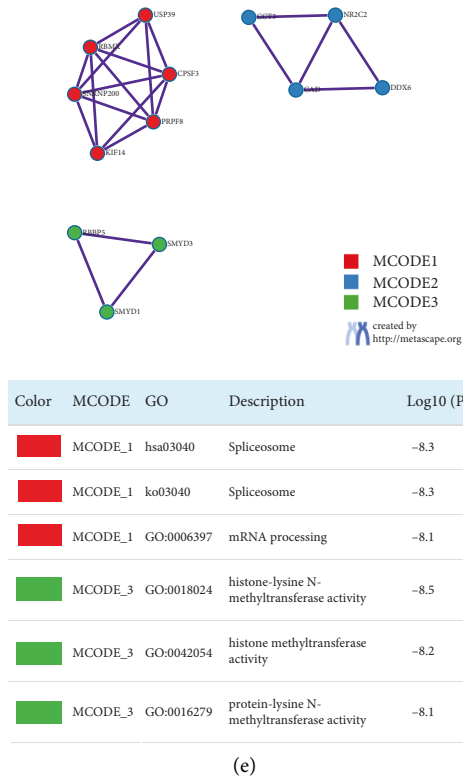 USP39
RBMX
CPSF3
SNRNP200
PRPF8
KIF14
NR2C2
CAD
DDX6
RBBP5
SMYD3
SMYD1
MCODE1
MCODE2
MCODE3
created by
http://metascape.org
Color MCODE GO Description Log10 (P
MCODE_1 hsa03040 Spliceosome –8.3
MCODE_1 ko03040 Spliceosome –8.3
MCODE_1 GO:0006397 mRNA processing –8.1
MCODE_3 GO:0018024 histone-lysine N-
methyltransferase activity –8.5
MCODE_3 GO:0042054 histone methyltransferase
activity –8.2
MCODE_3 GO:0016279 protein-lysine N-
methyltransferase activity –8.1
(e)